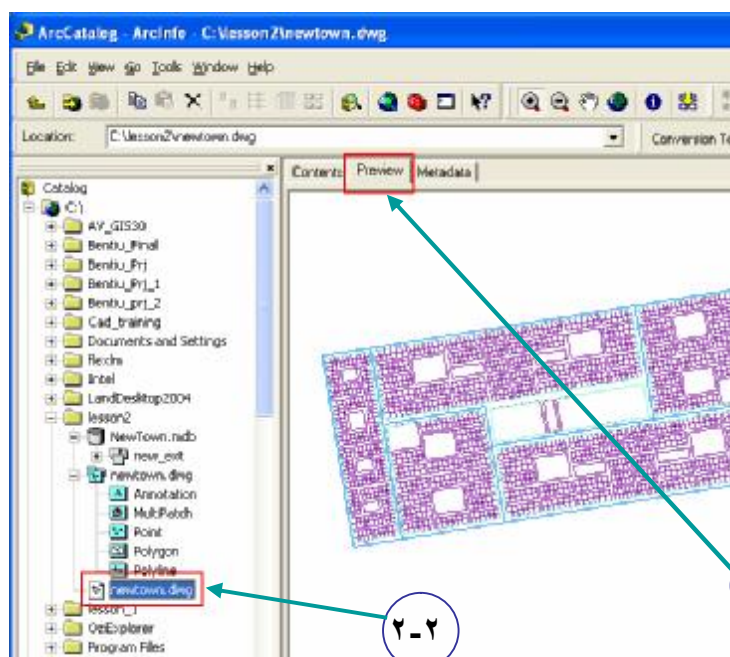 ArcCatalog - ArcInfo - C:\lesson2\newtown.dwg
File Edit View Go Tools Window Help
Location: C:\lesson2\newtown.dwg
Conversion To
Contents Preview Metadata
Catalog
C:\
AV_GIS30
Bentiu_Final
Bentiu_Prj
Bentiu_Prj_1
Bentiu_prj_2
Cad_training
Documents and Settings
flexlm
Intel
LandDesktop2004
lesson2
NewTown.mdb
new_ext
newtown.dwg
Annotation
MultiPatch
Point
Polygon
Polyline
newtown.dwg
lesson_1
OziExplorer
Program Files
٢-٢